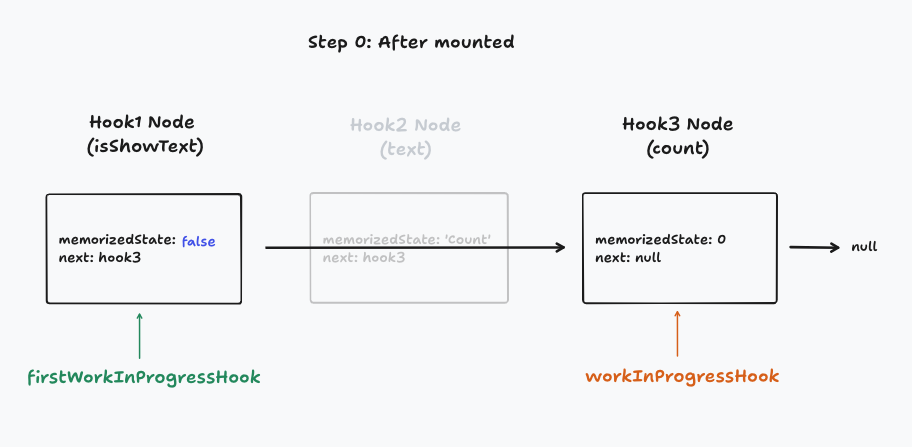 Step 0: After mounted
Hook1 Node
(isShowText)
Hook2 Node
(text)
Hook3 Node
(count)
memorizedState: false
next: hook3
memorizedState: 'Count'
next: hook3
memorizedState: 0
next: null
null
firstWorkInProgressHook
workInProgressHook